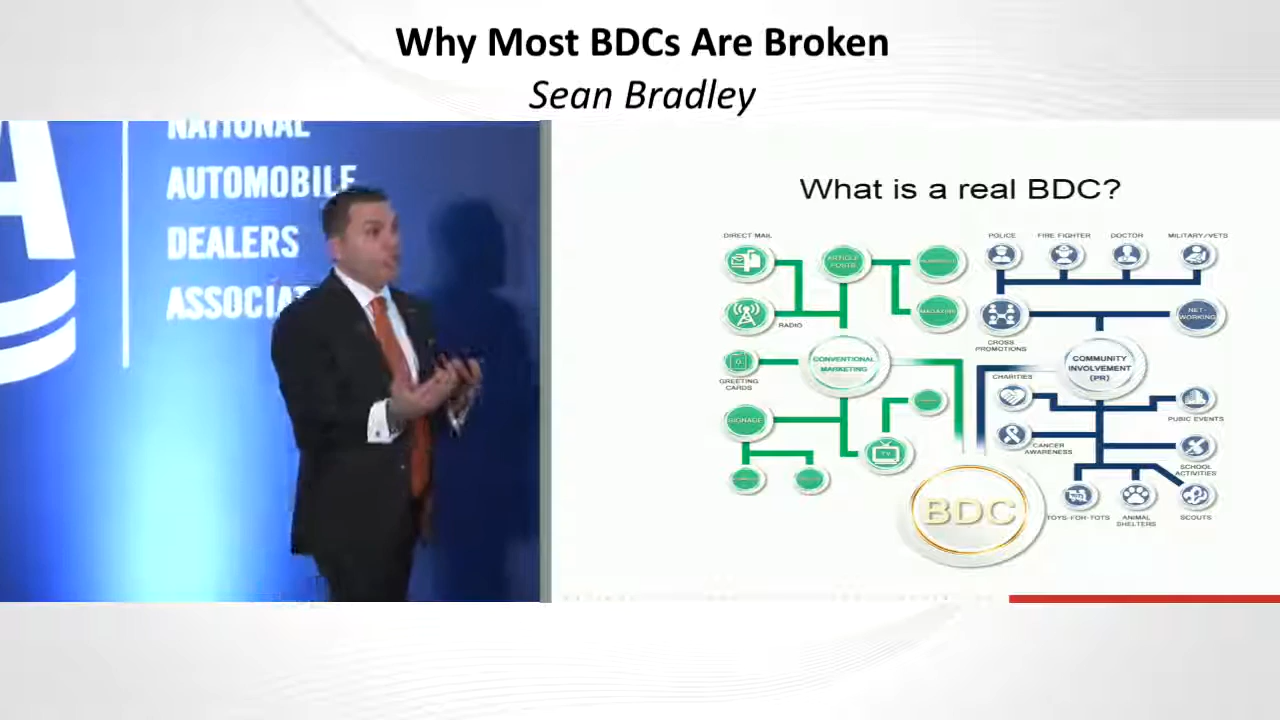 Why Most BDCs Are Broken
Sean Bradley
A
NATIONAL
AUTOMOBILE
DEALERS
ASSOCIAT
What is a real BDC?
DIRECT MAIL
ARTICLE
POSTS
MAGAZINE
RADIO
GREETING
CARDS
CONVENTIONAL
MARKETING
SIGNAGE
TV
POLICE
FIRE FIGHTER
DOCTOR
MILITARY/VETS
CROSS
PROMOTIONS
NET-
WORKING
COMMUNITY
INVOLVEMENT
(PR)
CHARITIES
PUBIC EVENTS
CANCER
AWARENESS
SCHOOL
ACTIVITIES
TOYS-FOR-TOTS
ANIMAL
SHELTERS
SCOUTS
BDC